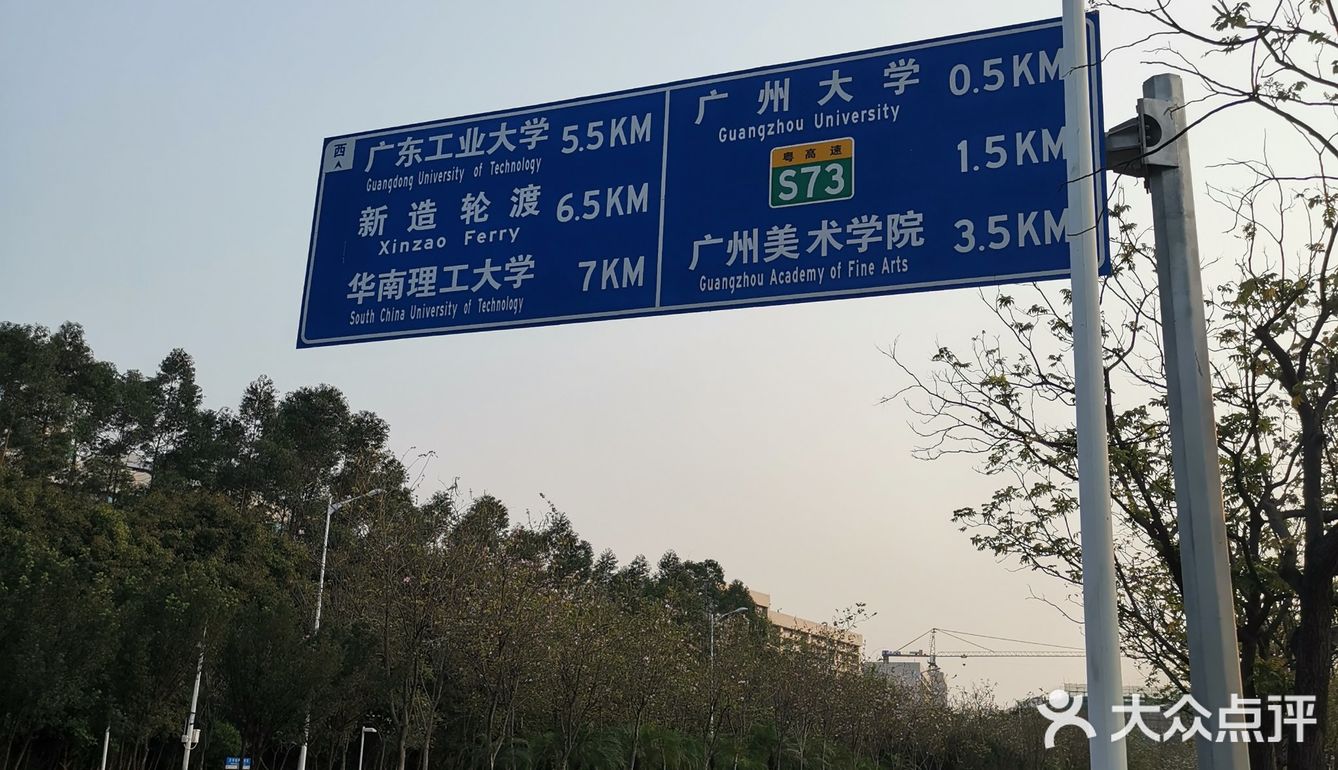 西
广东工业大学 5.5KM
Guangdong University of Technology
新造轮渡 6.5KM
Xinzao Ferry
华南理工大学 7KM
South China University of Technology
广州大学 0.5KM
Guangzhou University
粤高速
S73 1.5KM
广州美术学院 3.5KM
Guangzhou Academy of Fine Arts
大众点评